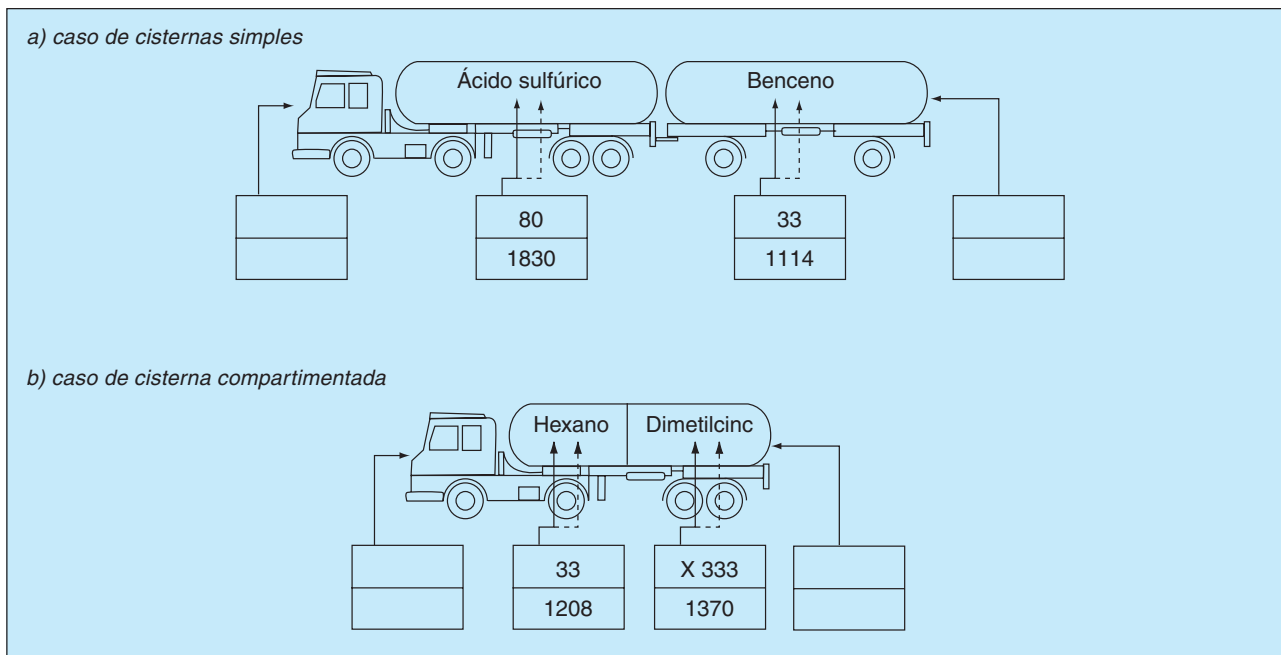 a) caso de cisternas simples
Ácido sulfúrico Benceno
80 33
1830 1114
b) caso de cisterna compartimentada
Hexano Dimetilcinc
33 X 333
1208 1370